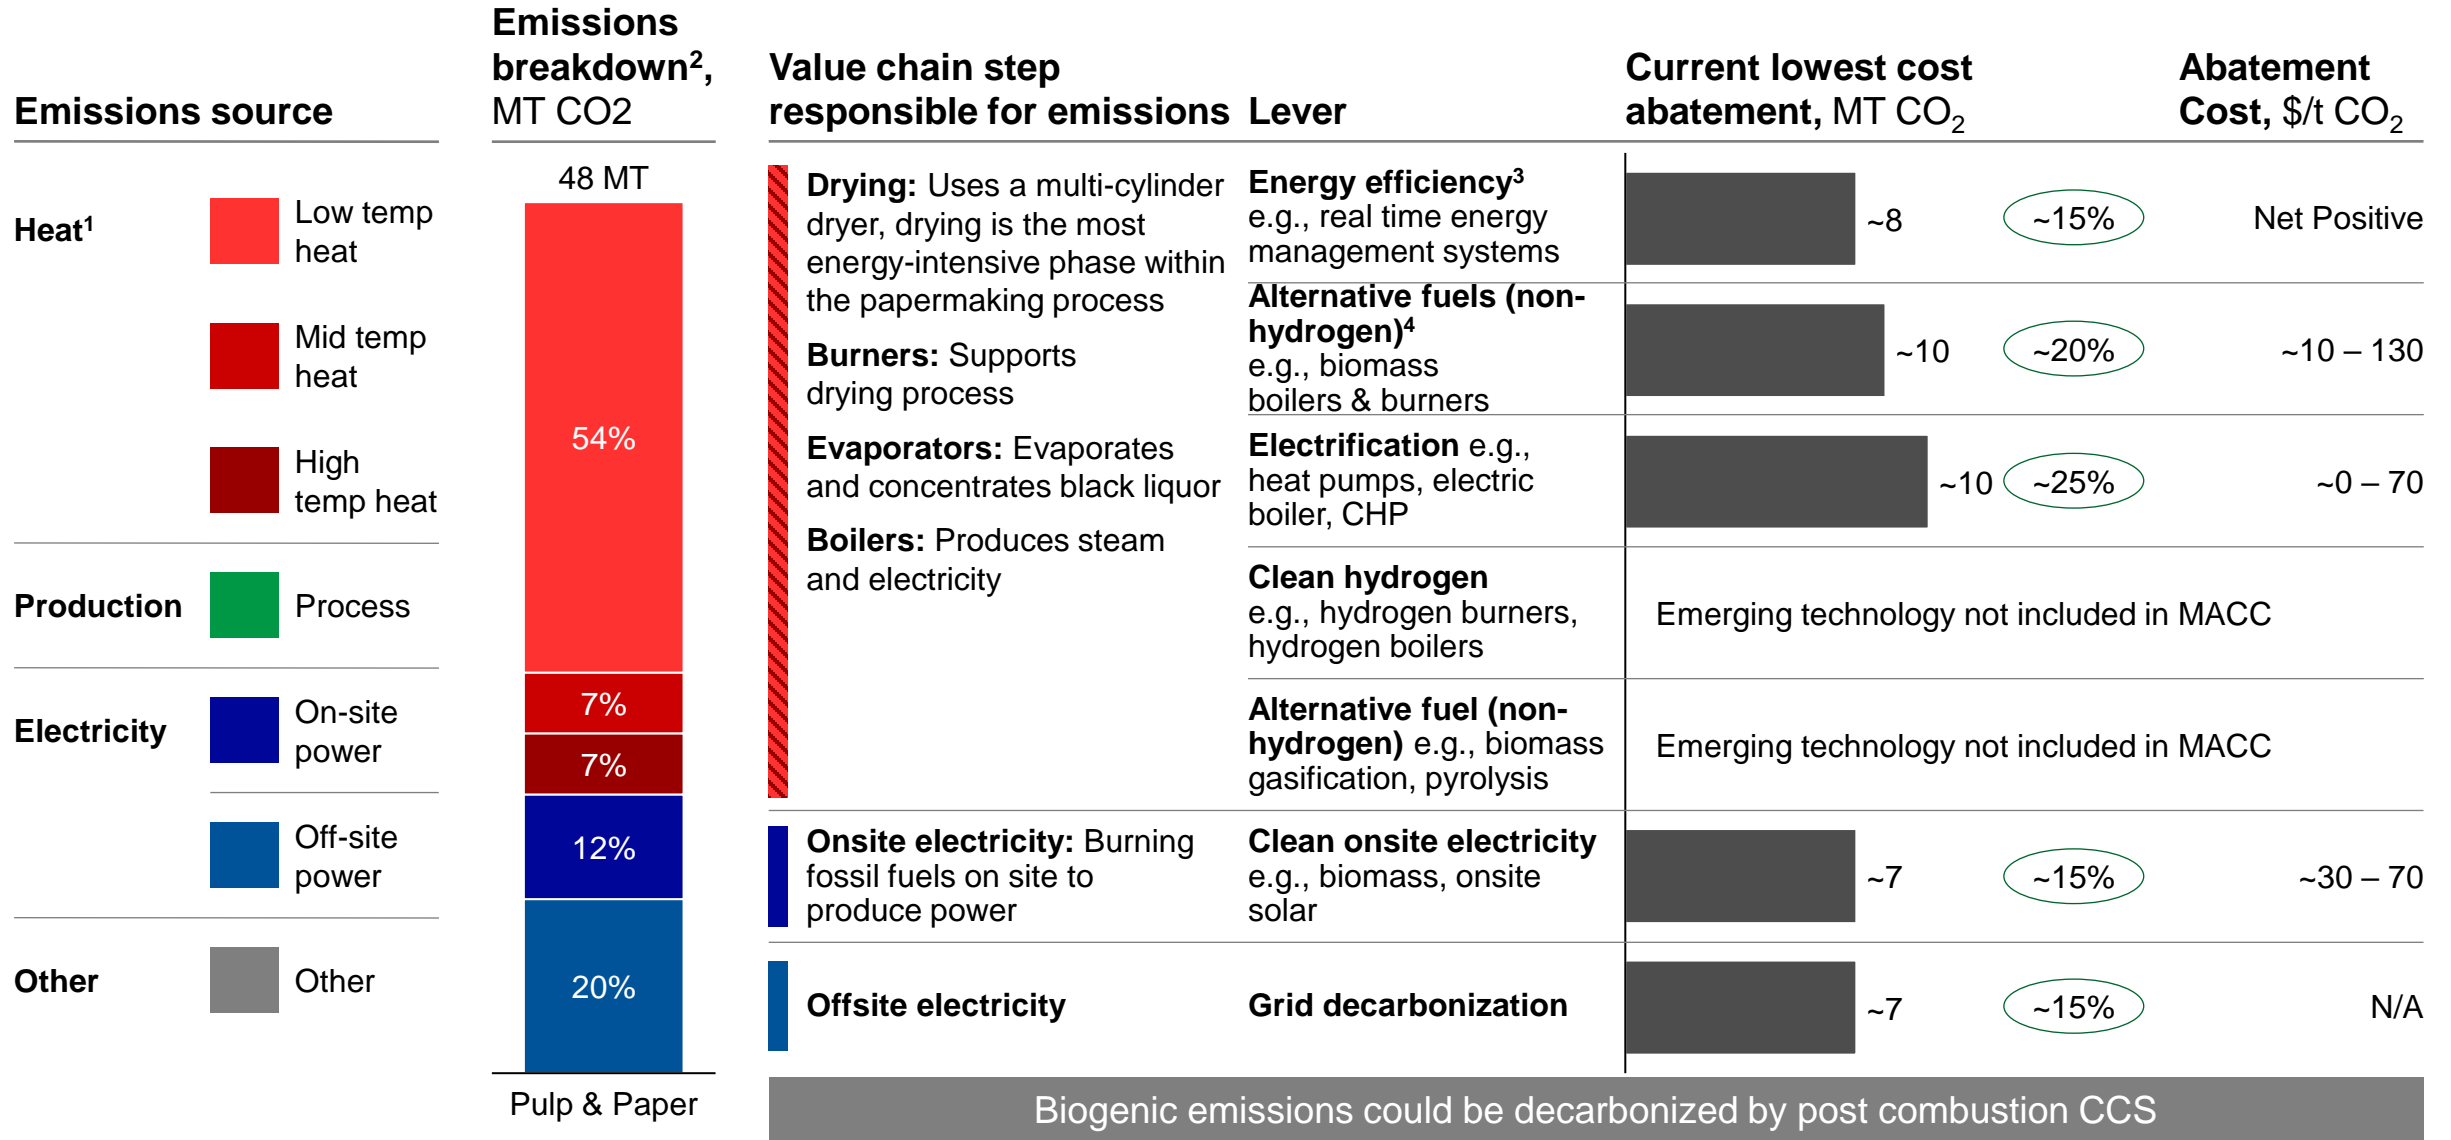 Emissions source
Emissions
breakdown²,
MT CO2
Value chain step
responsible for emissions
Lever
Current lowest cost
abatement, MT CO₂
Abatement
Cost, $/t CO₂
Heat¹
Low temp
heat
Mid temp
heat
High
temp heat
Production
Process
Electricity
On-site
power
Off-site
power
Other
Other
48 MT
54%
7%
7%
12%
20%
Pulp & Paper
Drying: Uses a multi-cylinder
dryer, drying is the most
energy-intensive phase within
the papermaking process
Burners: Supports
drying process
Evaporators: Evaporates
and concentrates black liquor
Boilers: Produces steam
and electricity
Energy efficiency³
e.g., real time energy
management systems
~8
~15%
Net Positive
Alternative fuels (non-
hydrogen)⁴
e.g., biomass
boilers & burners
~10
~20%
~10 – 130
Electrification e.g.,
heat pumps, electric
boiler, CHP
~10
~25%
~0 – 70
Clean hydrogen
e.g., hydrogen burners,
hydrogen boilers
Emerging technology not included in MACC
Alternative fuel (non-
hydrogen) e.g., biomass
gasification, pyrolysis
Emerging technology not included in MACC
Onsite electricity: Burning
fossil fuels on site to
produce power
Clean onsite electricity
e.g., biomass, onsite
solar
~7
~15%
~30 – 70
Offsite electricity
Grid decarbonization
~7
~15%
N/A
Biogenic emissions could be decarbonized by post combustion CCS